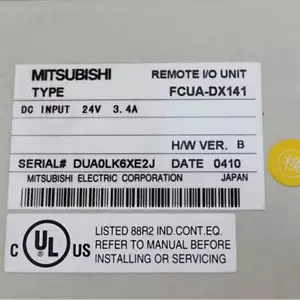 MITSUBISHI REMOTE I/O UNIT
TYPE FCUA-DX141
DC INPUT 24V 3.4A
H/W VER. B
SERIAL# DUA0LK6XE2J DATE 0410
MITSUBISHI ELECTRIC CORPORATION JAPAN
C UL US
LISTED 88R2 IND.CONT.EQ.
REFER TO MANUAL BEFORE
INSTALLING OR SERVICING